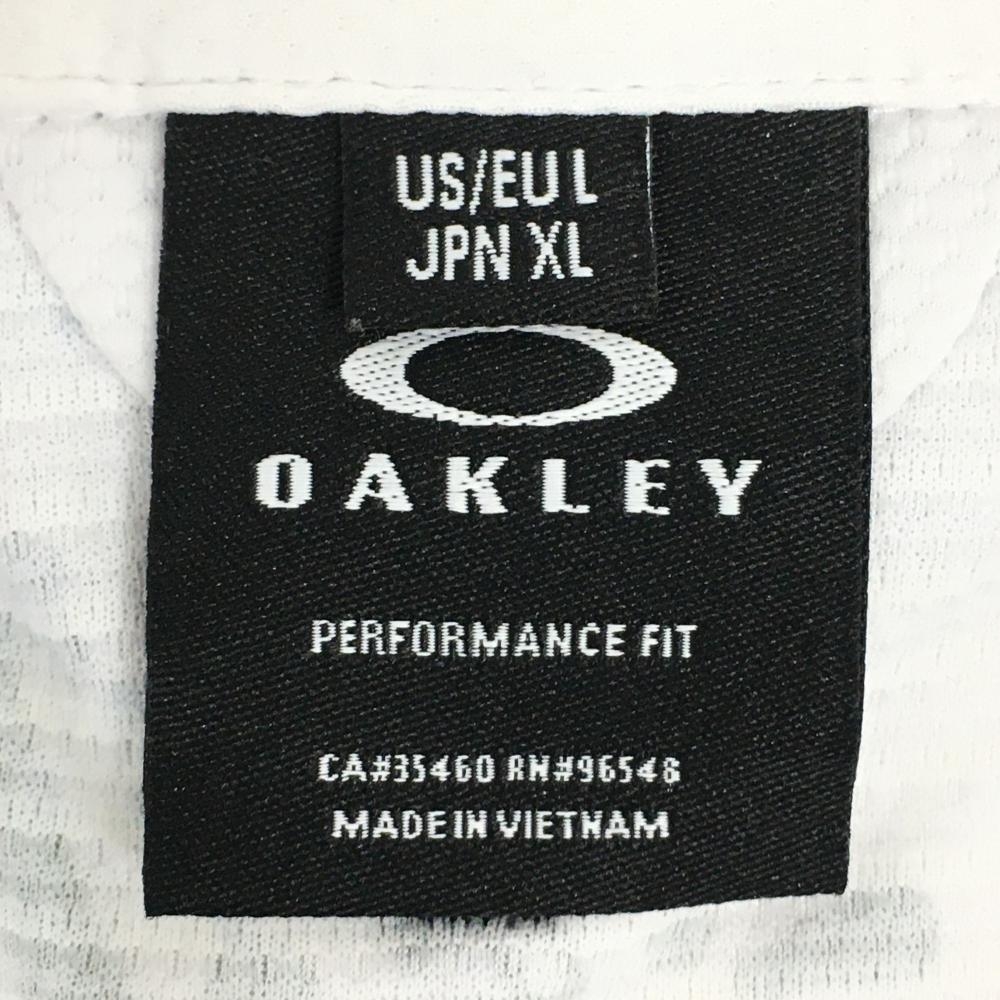 US/EU L
JPN XL
OAKLEY
PERFORMANCE FIT
CA#35460 RN#96548
MADE IN VIETNAM